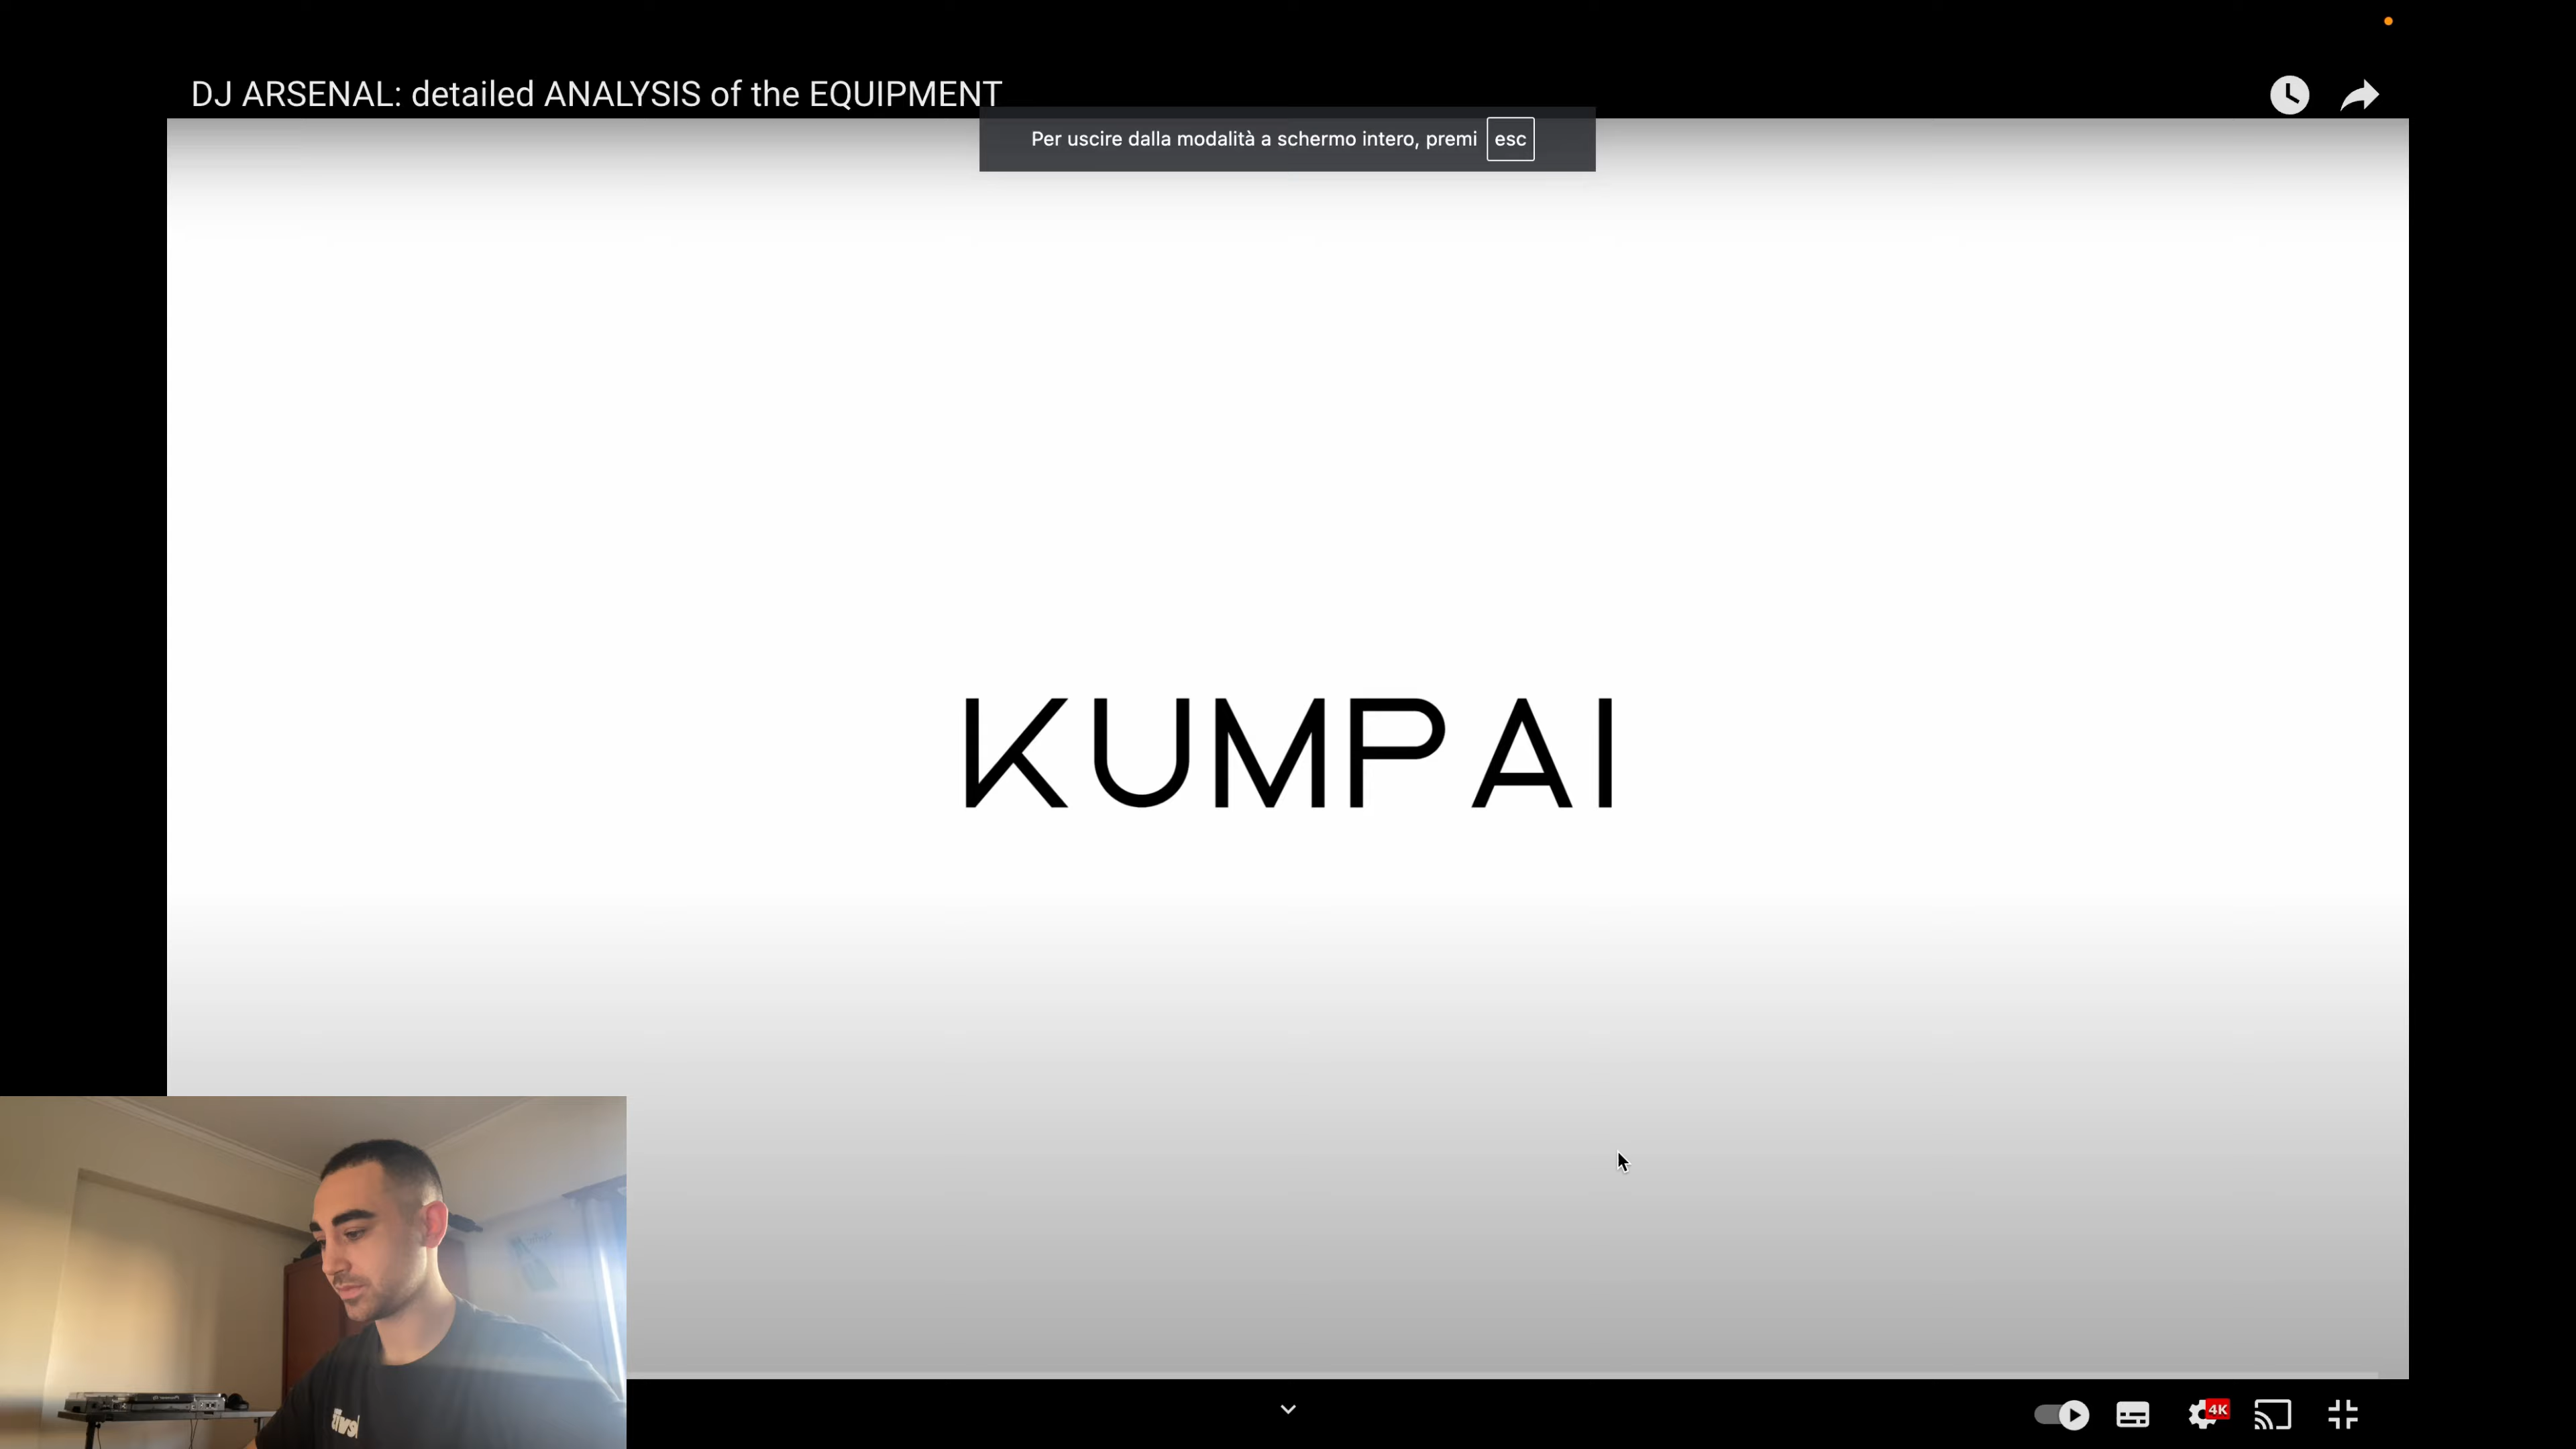 DJ ARSENAL: detailed ANALYSIS of the EQUIPMENT
Per uscire dalla modalità a schermo intero, premi esc
KUMPAI
4K